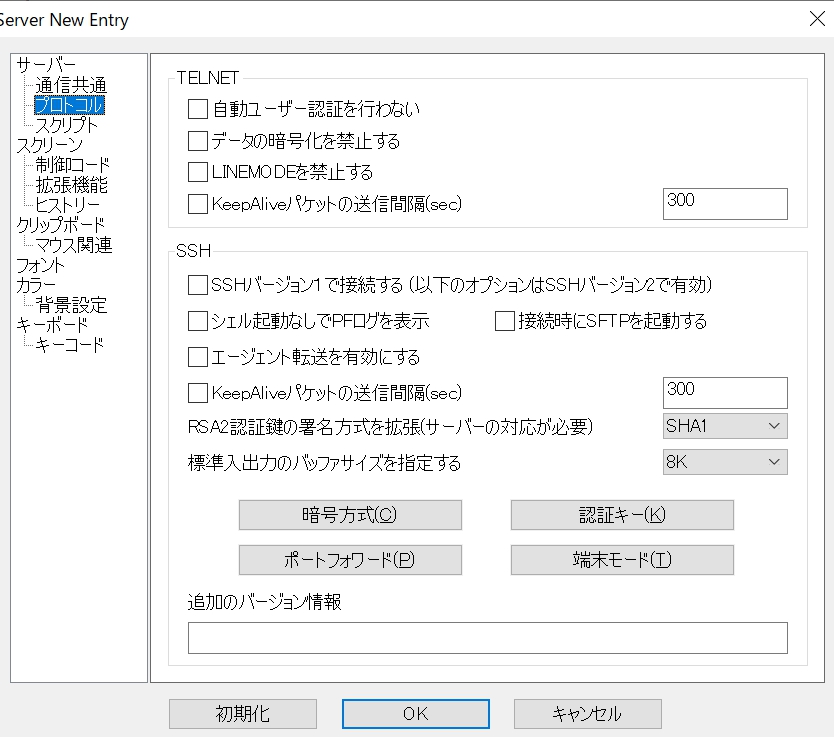 Server New Entry
サーバー
通信共通
プロトコル
スクリプト
スクリーン
制御コード
拡張機能
ヒストリー
クリップボード
マウス関連
フォント
カラー
背景設定
キーボード
キーコード
TELNET
自動ユーザー認証を行わない
データの暗号化を禁止する
LINEMODEを禁止する
KeepAliveパケットの送信間隔(sec) 300
SSH
SSHバージョン1で接続する(以下のオプションはSSHバージョン2で有効)
シェル起動なしでPFログを表示 接続時にSFTPを起動する
エージェント転送を有効にする
KeepAliveパケットの送信間隔(sec) 300
RSA2認証鍵の署名方式を拡張(サーバーの対応が必要) SHA1
標準入出力のバッファサイズを指定する 8K
暗号方式(C) 認証キー(K)
ポートフォワード(P) 端末モード(T)
追加のバージョン情報
初期化 OK キャンセル